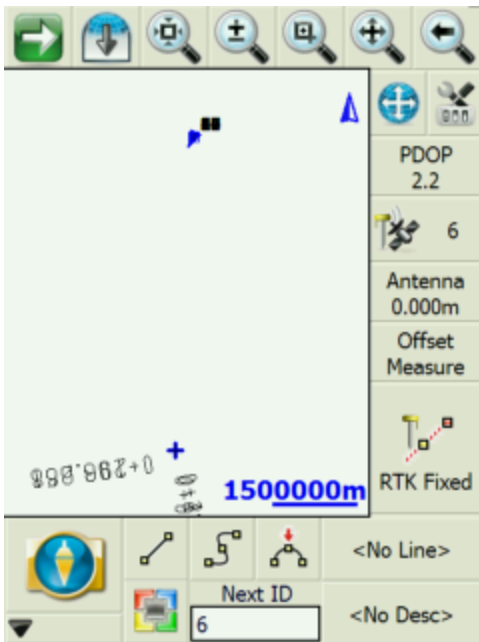 PDOP
2.2
6
Antenna
0.000m
Offset
Measure
1500000m
RTK Fixed
<No Line>
Next ID
6
<No Desc>